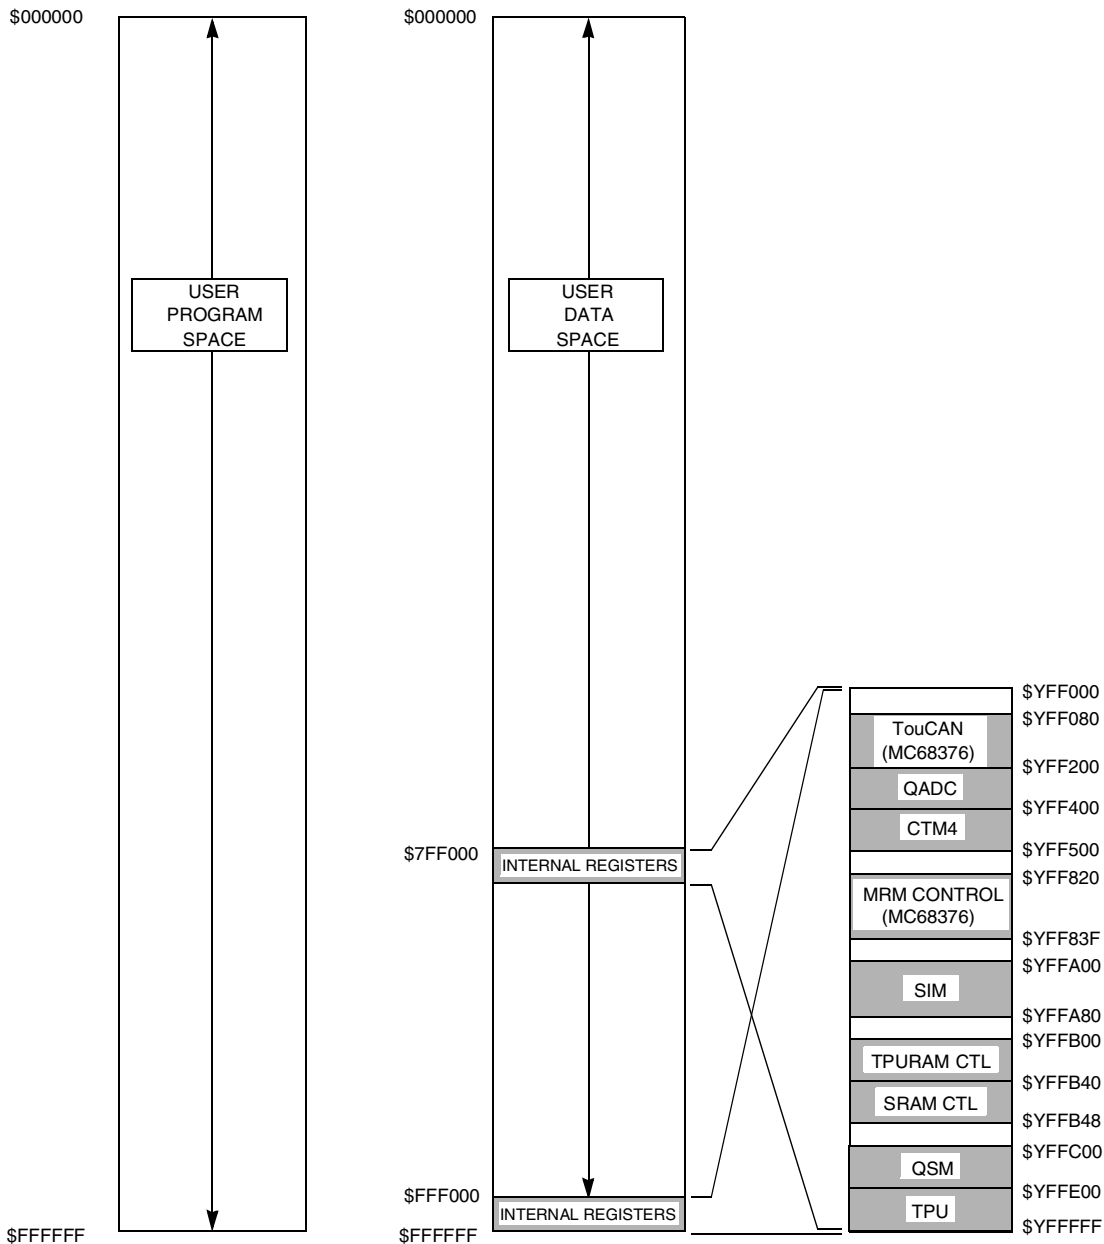 $000000
$000000
USER
PROGRAM
SPACE
USER
DATA
SPACE
$7FF000
INTERNAL REGISTERS
$FFF000
INTERNAL REGISTERS
$FFFFFF
$FFFFFF
$YFF000
$YFF080
TouCAN
(MC68376)
$YFF200
QADC
$YFF400
CTM4
$YFF500
$YFF820
MRM CONTROL
(MC68376)
$YFF83F
$YFFA00
SIM
$YFFA80
$YFFB00
TPURAM CTL
$YFFB40
SRAM CTL
$YFFB48
$YFFC00
QSM
$YFFE00
TPU
$YFFFFF